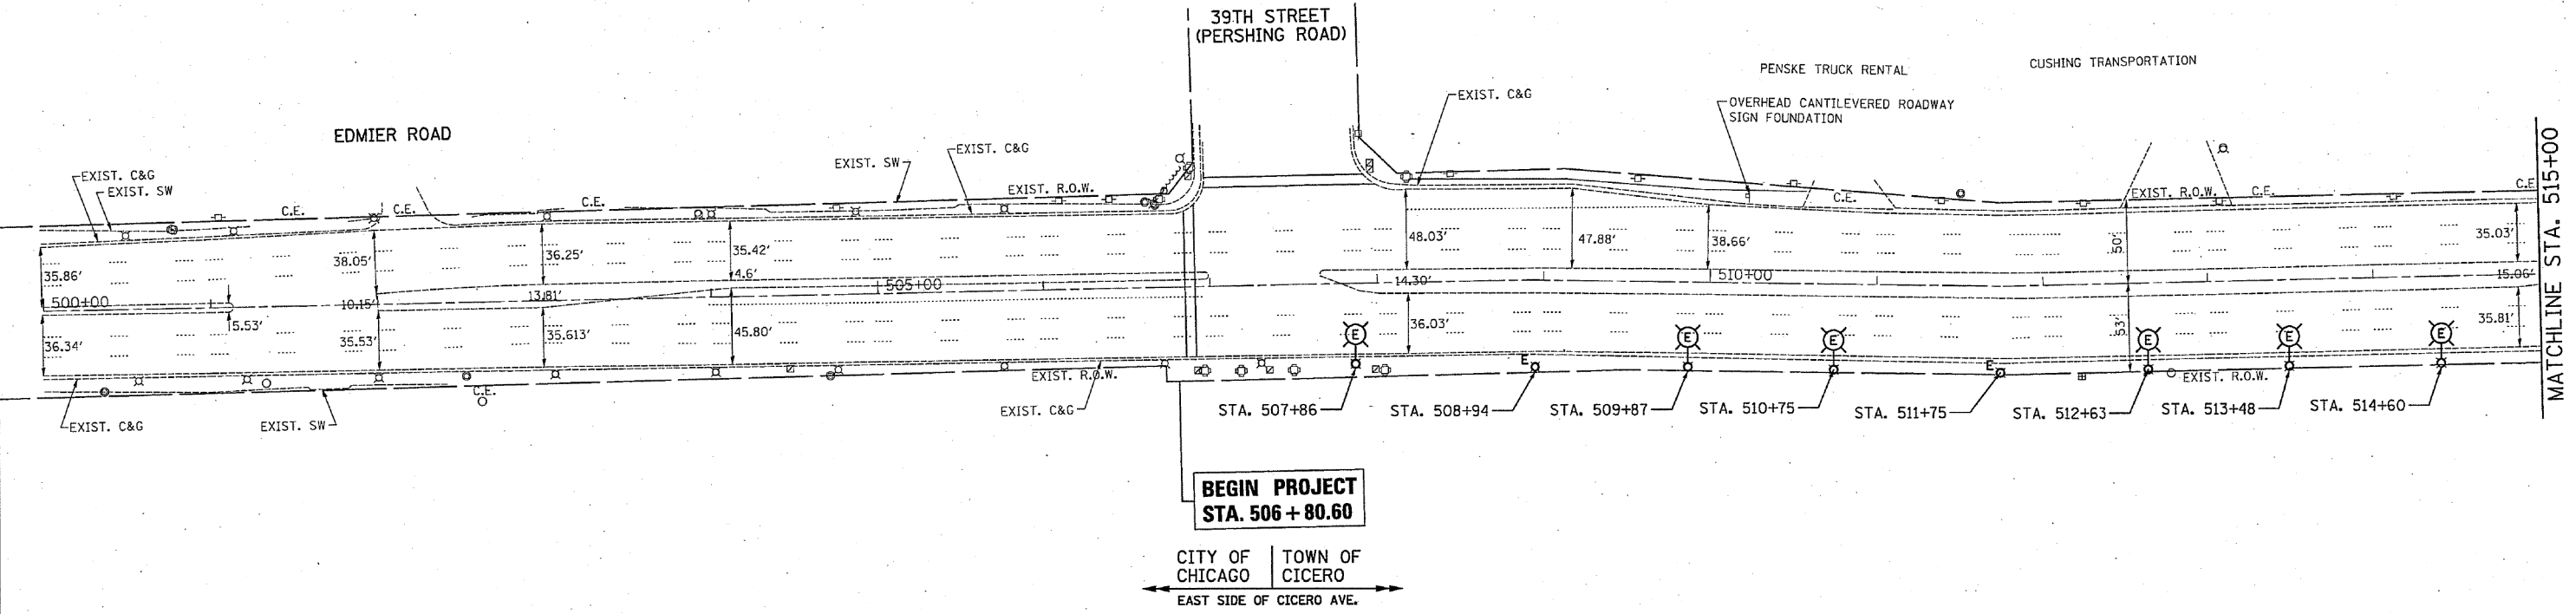 39TH STREET
(PERSHING ROAD)
PENSKE TRUCK RENTAL
CUSHING TRANSPORTATION
EXIST. C&G
OVERHEAD CANTILEVERED ROADWAY
SIGN FOUNDATION
EDMIER ROAD
EXIST. C&G
EXIST. SW
EXIST. SW
EXIST. C&G
EXIST. R.O.W.
C.E.
C.E.
C.E.
C.E.
EXIST. R.O.W.
C.E.
C.E.
35.86'
38.05'
36.25'
35.42'
4.6'
48.03'
47.88'
38.66'
50'
35.03'
500+00
5.53'
10.15'
13.81'
505+00
14.30'
510+00
15.06'
36.34'
35.53'
35.613'
45.80'
36.03'
E
E
E
E
E
E
53'
35.81'
E
E
EXIST. C&G
EXIST. SW
C.E.
EXIST. R.O.W.
EXIST. C&G
EXIST. R.O.W.
STA. 507+86
STA. 508+94
STA. 509+87
STA. 510+75
STA. 511+75
STA. 512+63
STA. 513+48
STA. 514+60
MATCHLINE STA. 515+00
BEGIN PROJECT
STA. 506+80.60
CITY OF
CHICAGO
TOWN OF
CICERO
EAST SIDE OF CICERO AVE.